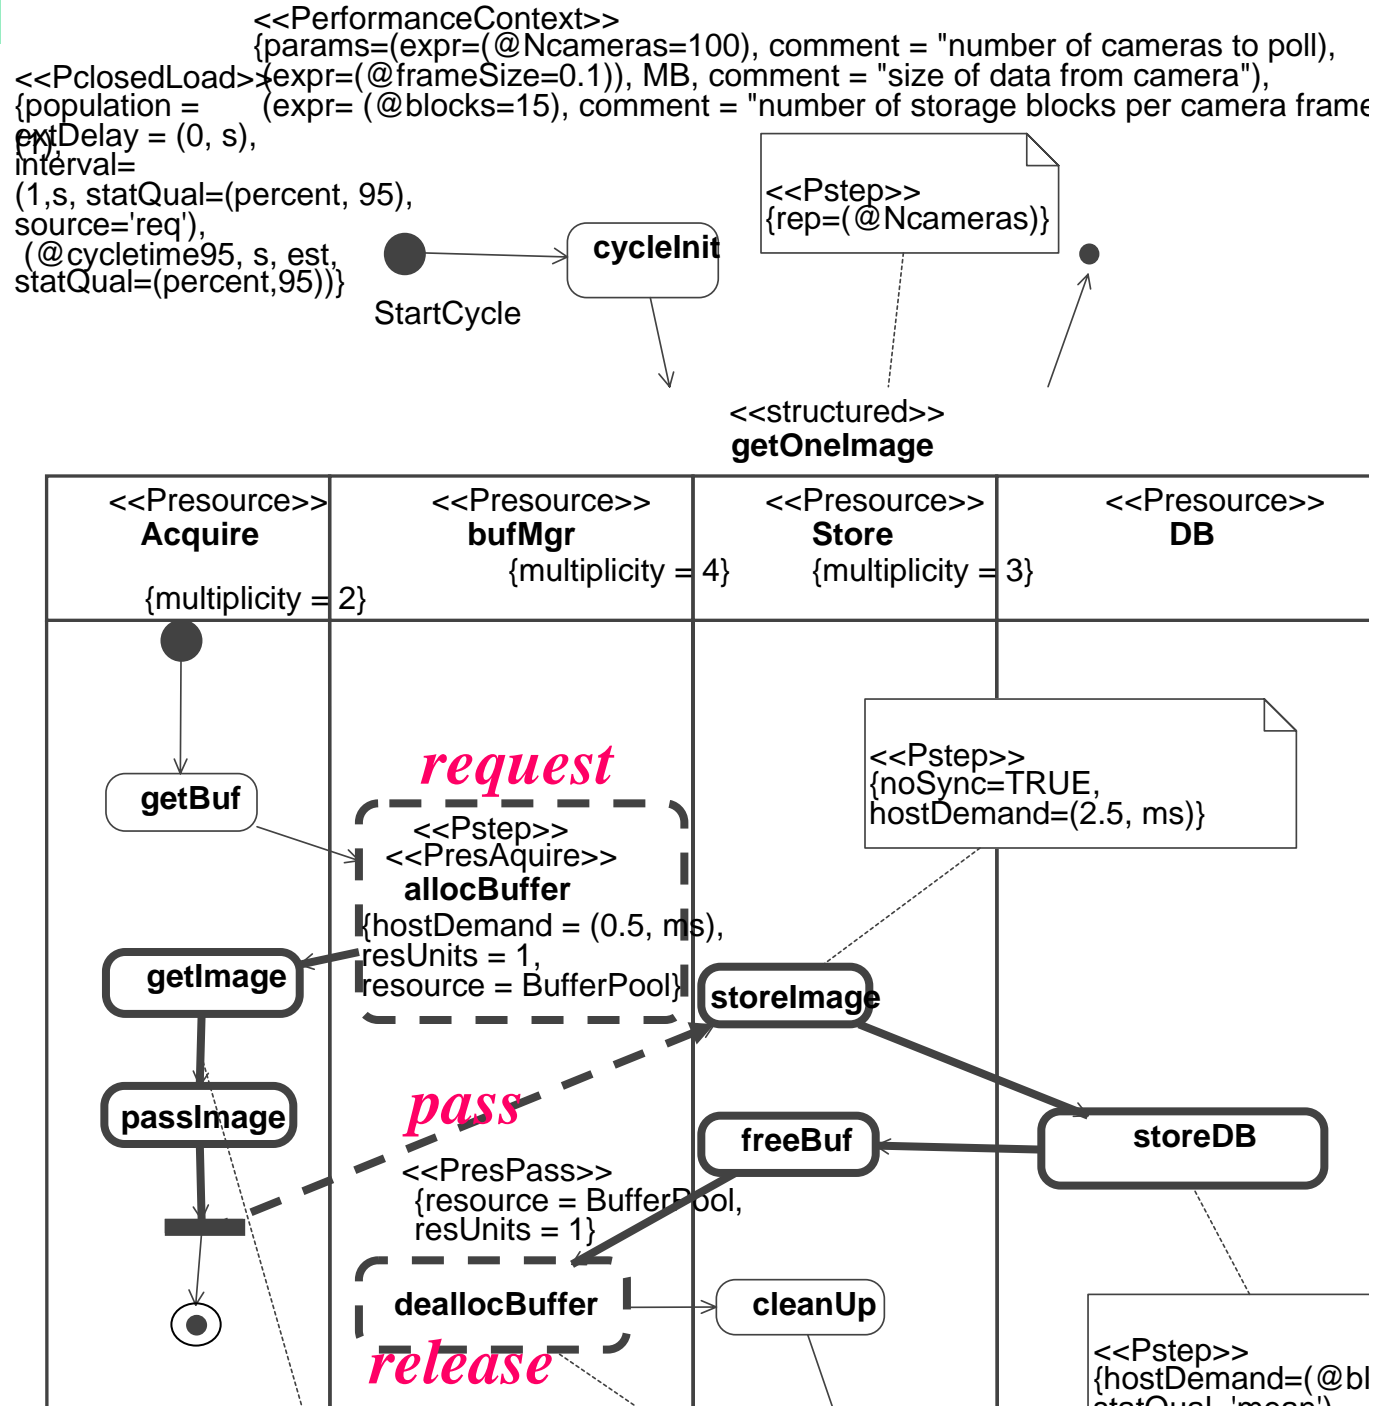 <<PerformanceContext>>
{params=(expr=(@Ncameras=100), comment = "number of cameras to poll),
(expr=(@frameSize=0.1)), MB, comment = "size of data from camera"),
(expr= (@blocks=15), comment = "number of storage blocks per camera frame
<<PclosedLoad>>
{population =
(1),
extDelay = (0, s),
interval=
(1,s, statQual=(percent, 95),
source='req'),
(@cycletime95, s, est,
statQual=(percent,95))}
StartCycle
cycleInit
<<Pstep>>
{rep=(@Ncameras)}
<<structured>>
getOneImage
<<Presource>>
Acquire
{multiplicity = 2}
<<Presource>>
bufMgr
{multiplicity = 4}
<<Presource>>
Store
{multiplicity = 3}
<<Presource>>
DB
getBuf
request
<<Pstep>>
<<PresAquire>>
allocBuffer
{hostDemand = (0.5, ms),
resUnits = 1,
resource = BufferPool}
<<Pstep>>
{noSync=TRUE,
hostDemand=(2.5, ms)}
getImage
storeImage
passImage
pass
freeBuf
storeDB
<<PresPass>>
{resource = BufferPool,
resUnits = 1}
deallocBuffer
release
cleanUp
<<Pstep>>
{hostDemand=(@bl
statQual='mean')